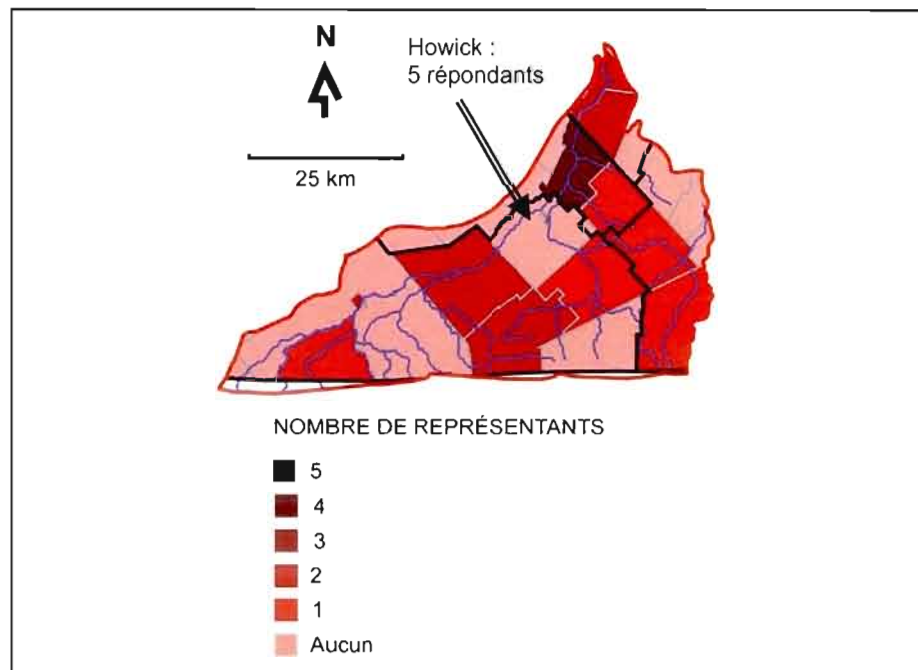 N
Howick :
5 répondants
25 km
NOMBRE DE REPRÉSENTANTS
5
4
3
2
1
Aucun